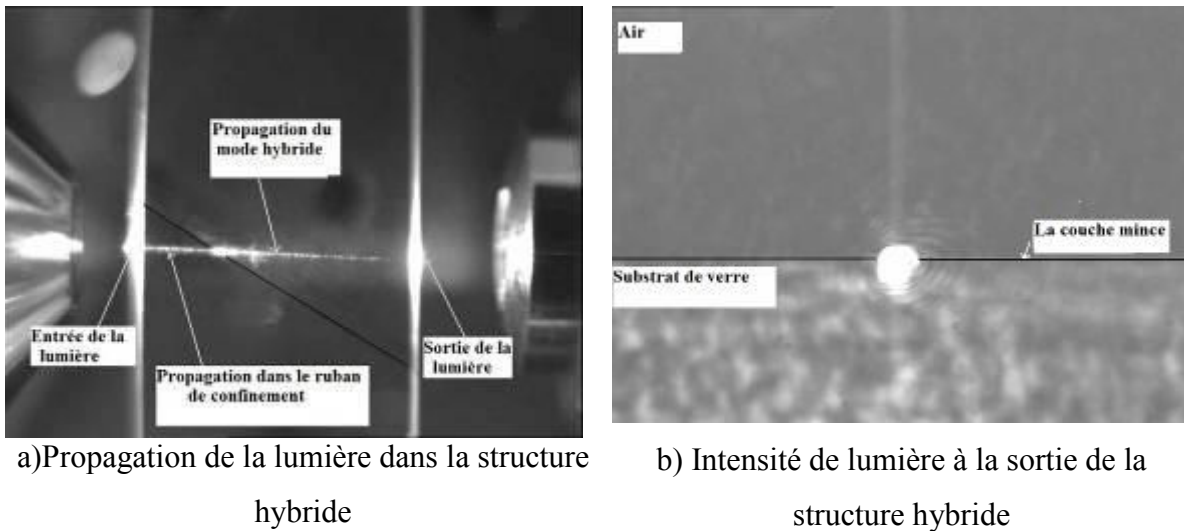 Propagation du
mode hybride
Entrée de la
lumière
Propagation dans le ruban
de confinement
Sortie de la
lumière
Air
La couche mince
Substrat de verre
a)Propagation de la lumière dans la structure
hybride
b) Intensité de lumière à la sortie de la
structure hybride